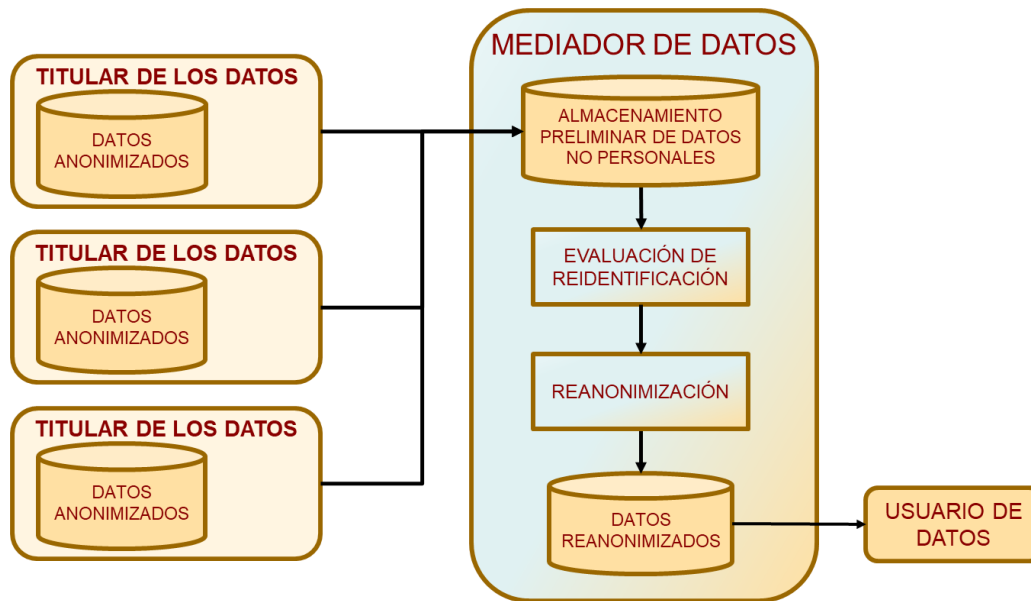 TITULAR DE LOS DATOS
DATOS
ANONIMIZADOS
TITULAR DE LOS DATOS
DATOS
ANONIMIZADOS
TITULAR DE LOS DATOS
DATOS
ANONIMIZADOS
MEDIADOR DE DATOS
ALMACENAMIENTO
PRELIMINAR DE DATOS
NO PERSONALES
EVALUACIÓN DE
REIDENTIFICACIÓN
REANONIMIZACIÓN
DATOS
REANONIMIZADOS
USUARIO DE
DATOS